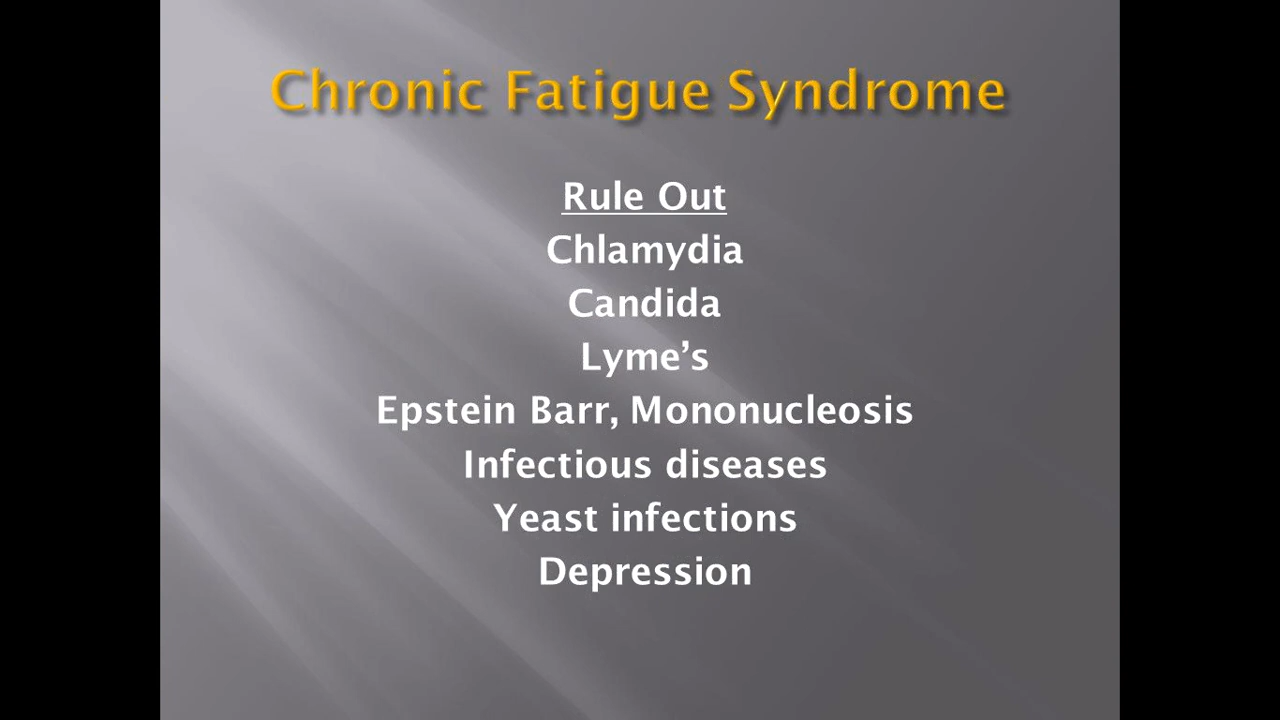 Chronic Fatigue Syndrome
Rule Out
Chlamydia
Candida
Lyme’s
Epstein Barr, Mononucleosis
Infectious diseases
Yeast infections
Depression